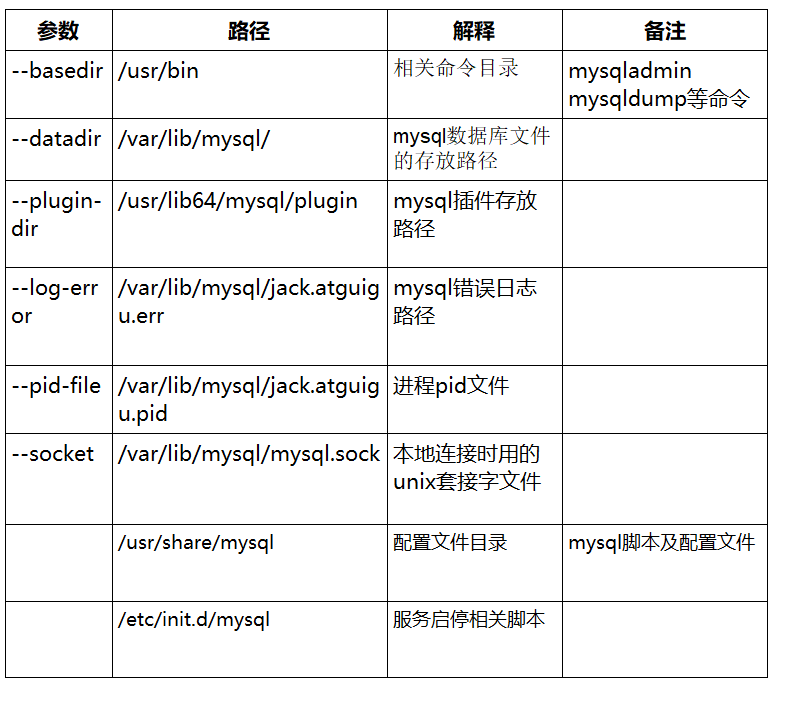 参数 路径 解释 备注
--basedir /usr/bin 相关命令目录 mysqladmin
mysqldump等命令
--datadir /var/lib/mysql/ mysql数据库文件
的存放路径
--plugin- /usr/lib64/mysql/plugin mysql插件存放
dir 路径
--log-err /var/lib/mysql/jack.atguig mysql错误日志
or u.err 路径
--pid-file /var/lib/mysql/jack.atguig 进程pid文件
u.pid
--socket /var/lib/mysql/mysql.sock 本地连接时用的
unix套接字文件
/usr/share/mysql 配置文件目录 mysql脚本及配置文件
/etc/init.d/mysql 服务启停相关脚本